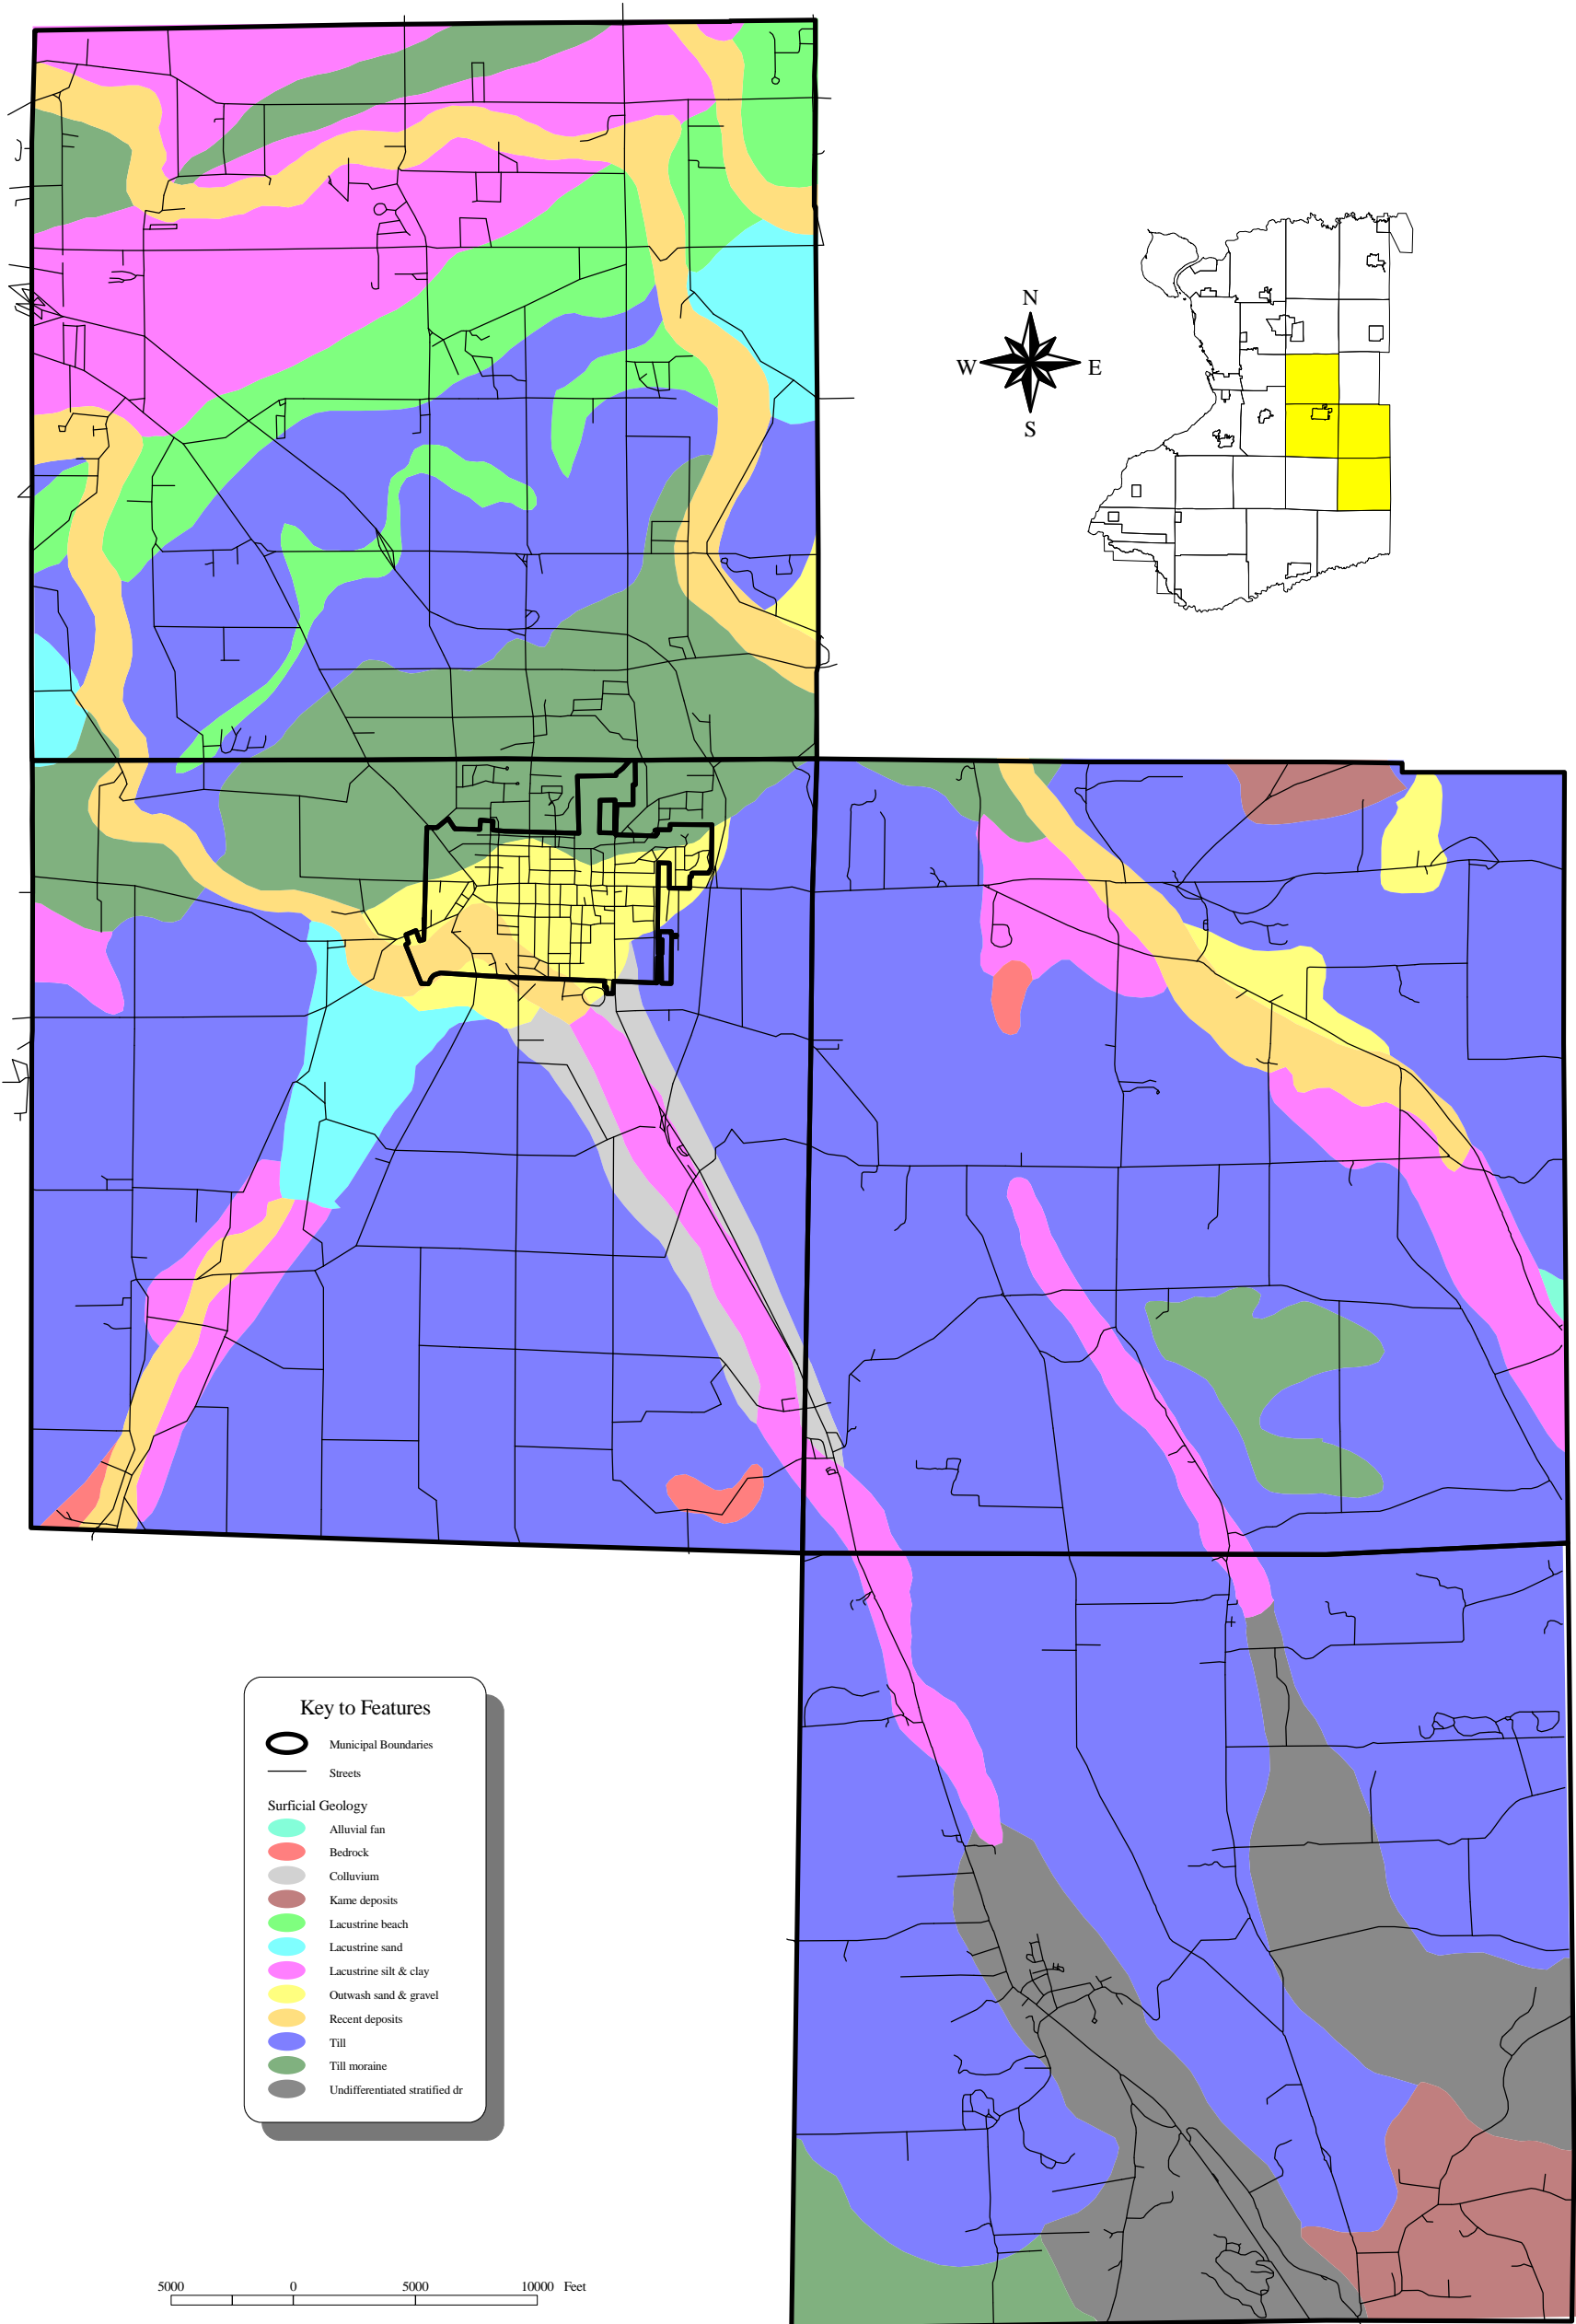 N
W E
S
Key to Features
Municipal Boundaries
Streets
Surficial Geology
Alluvial fan
Bedrock
Colluvium
Kame deposits
Lacustrine beach
Lacustrine sand
Lacustrine silt & clay
Outwash sand & gravel
Recent deposits
Till
Till moraine
Undifferentiated stratified dr
5000 0 5000 10000 Feet